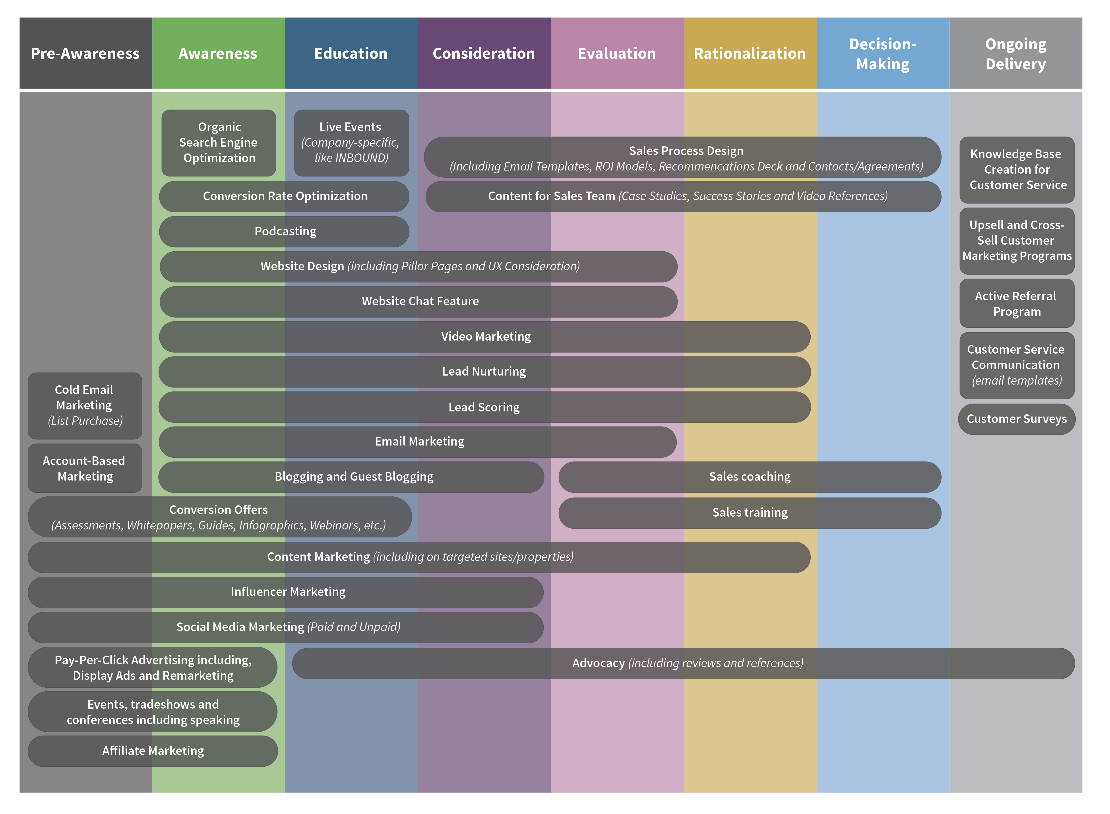 Pre-Awareness
Awareness
Education
Consideration
Evaluation
Rationalization
Decision-
Making
Ongoing
Delivery
Organic
Search Engine
Optimization
Live Events
(Company-specific,
like INBOUND)
Sales Process Design
(Including Email Templates, ROI Models, Recommencations Deck and Contacts/Agreements)
Knowledge Base
Creation for
Customer Service
Conversion Rate Optimization
Content for Sales Team (Case Studies, Success Stories and Video References)
Podcasting
Upsell and Cross-
Sell Customer
Marketing Programs
Website Design (including Pillar Pages and UX Consideration)
Website Chat Feature
Active Referral
Program
Video Marketing
Customer Service
Communication
(email templates)
Lead Nurturing
Cold Email
Marketing
(List Purchase)
Lead Scoring
Customer Surveys
Email Marketing
Account-Based
Marketing
Blogging and Guest Blogging
Sales coaching
Conversion Offers
(Assessments, Whitepapers, Guides, Infographics, Webinars, etc.)
Sales training
Content Marketing (including on targeted sites/properties)
Influencer Marketing
Social Media Marketing (Paid and Unpaid)
Pay-Per-Click Advertising including,
Display Ads and Remarketing
Advocacy (including reviews and references)
Events, tradeshows and
conferences including speaking
Affiliate Marketing